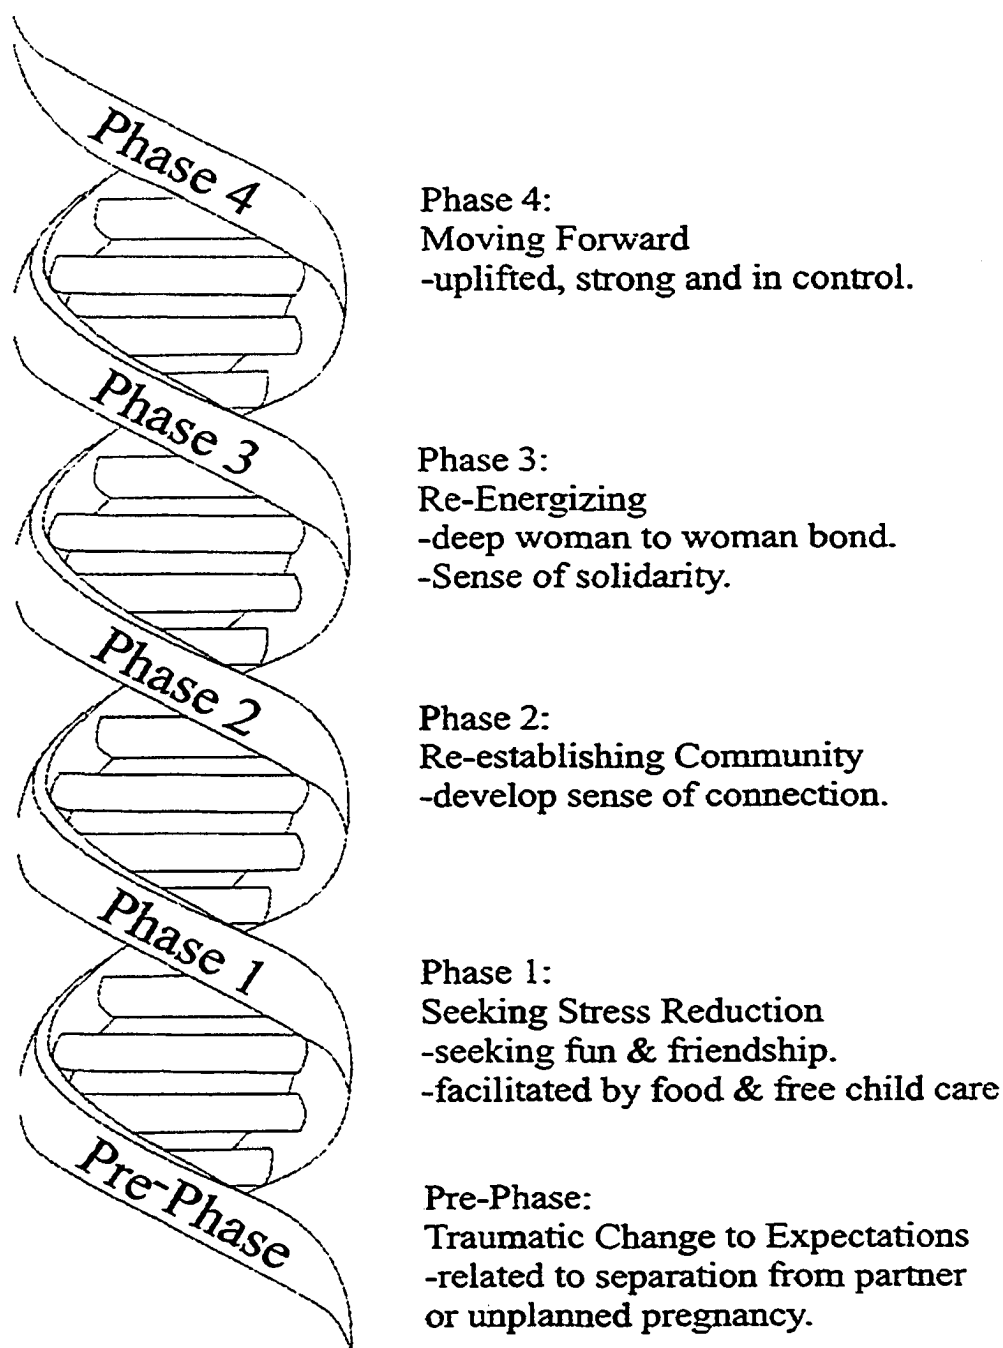 Phase 4
Phase 4:
Moving Forward
-uplifted, strong and in control.
Phase 3
Phase 3:
Re-Energizing
-deep woman to woman bond.
-Sense of solidarity.
Phase 2
Phase 2:
Re-establishing Community
-develop sense of connection.
Phase 1
Phase 1:
Seeking Stress Reduction
-seeking fun & friendship.
-facilitated by food & free child care
Pre-Phase
Pre-Phase:
Traumatic Change to Expectations
-related to separation from partner
or unplanned pregnancy.